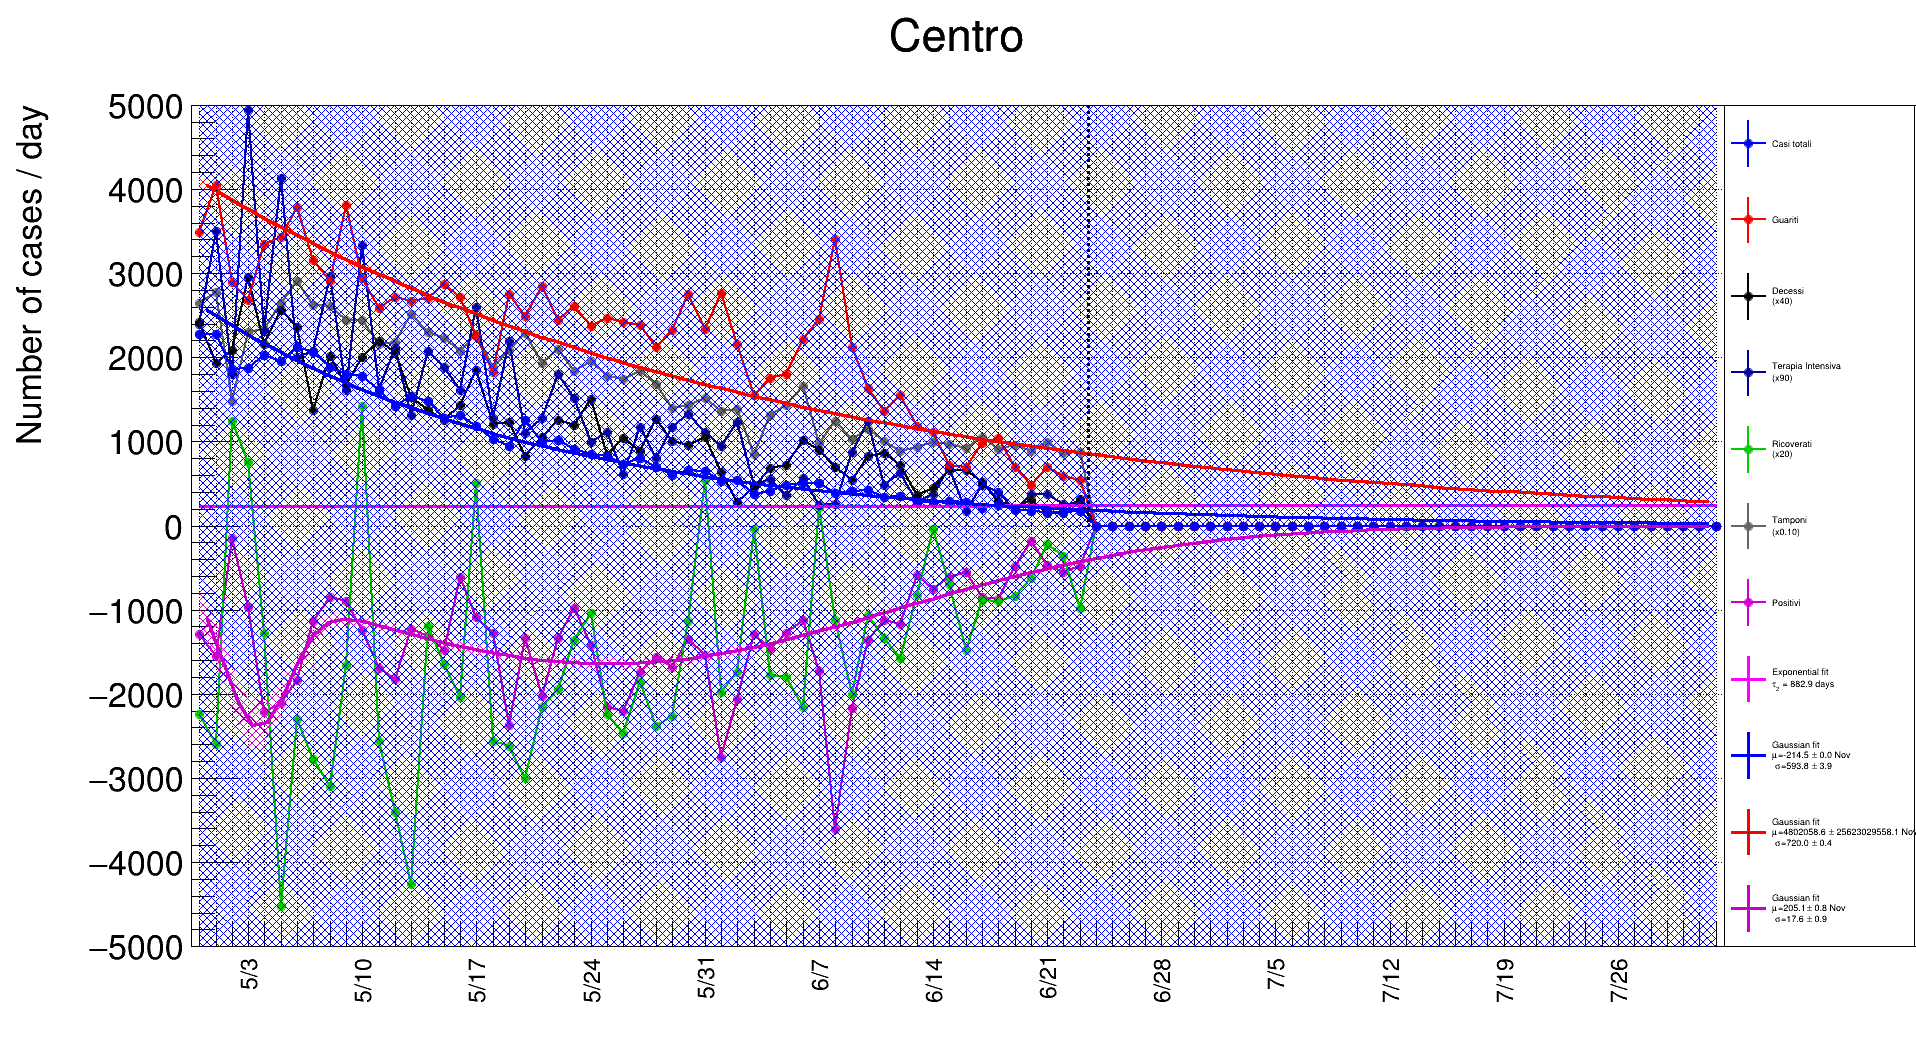 Centro
Number of cases / day
5000
4000
3000
2000
1000
0
−1000
−2000
−3000
−4000
−5000
5/3
5/10
5/17
5/24
5/31
6/7
6/14
6/21
6/28
7/5
7/12
7/19
7/26
Casi totali
Guariti
Decessi
(x40)
Terapia Intensiva
(x90)
Ricoverati
(x20)
Tamponi
(x0.10)
Positivi
Exponential fit
τ₂ = 882.9 days
Gaussian fit
μ=-214.5 ± 0.0 Nov
σ=593.8 ± 3.9
Gaussian fit
μ=4802058.6 ± 25623029558.1 Nov
σ=720.0 ± 0.4
Gaussian fit
μ=205.1 ± 0.8 Nov
σ=17.6 ± 0.9